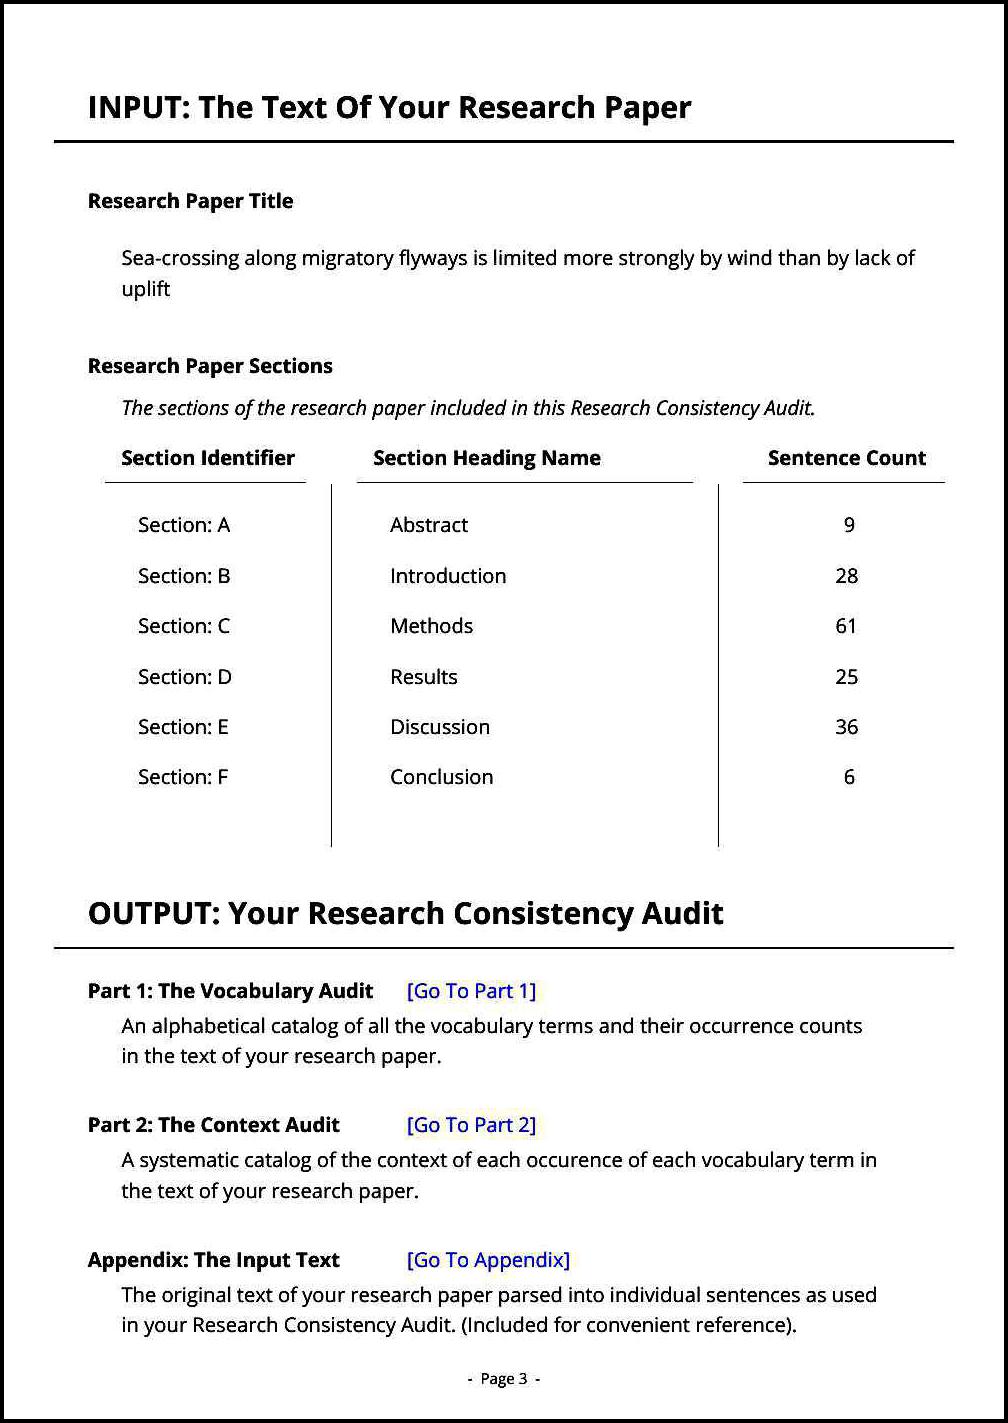 INPUT: The Text Of Your Research Paper
Research Paper Title
Sea-crossing along migratory flyways is limited more strongly by wind than by lack of
uplift
Research Paper Sections
The sections of the research paper included in this Research Consistency Audit.
Section Identifier Section Heading Name Sentence Count
Section: A Abstract 9
Section: B Introduction 28
Section: C Methods 61
Section: D Results 25
Section: E Discussion 36
Section: F Conclusion 6
OUTPUT: Your Research Consistency Audit
Part 1: The Vocabulary Audit [Go To Part 1]
An alphabetical catalog of all the vocabulary terms and their occurrence counts
in the text of your research paper.
Part 2: The Context Audit [Go To Part 2]
A systematic catalog of the context of each occurence of each vocabulary term in
the text of your research paper.
Appendix: The Input Text [Go To Appendix]
The original text of your research paper parsed into individual sentences as used
in your Research Consistency Audit. (Included for convenient reference).
- Page 3 -